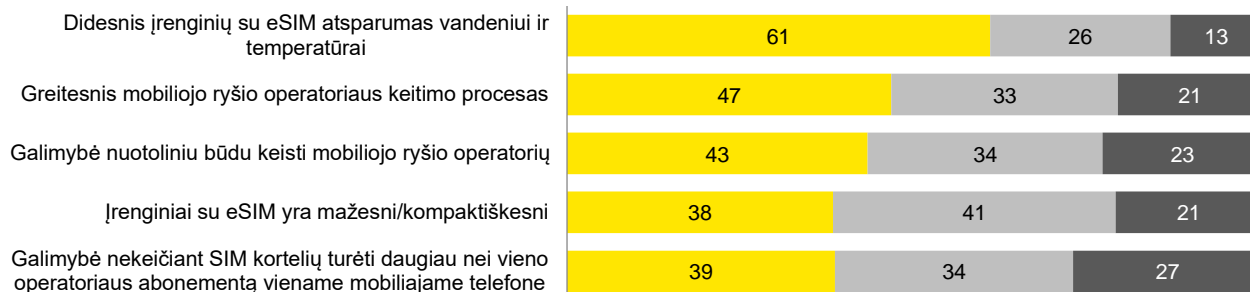 Didesnis įrenginių su eSIM atsparumas vandeniui ir
temperatūrai
61 26 13
Greitesnis mobiliojo ryšio operatoriaus keitimo procesas
47 33 21
Galimybė nuotoliniu būdu keisti mobiliojo ryšio operatorių
43 34 23
Įrenginiai su eSIM yra mažesni/kompaktiškesni
38 41 21
Galimybė nekeičiant SIM kortelių turėti daugiau nei vieno
operatoriaus abonementą viename mobiliajame telefone
39 34 27